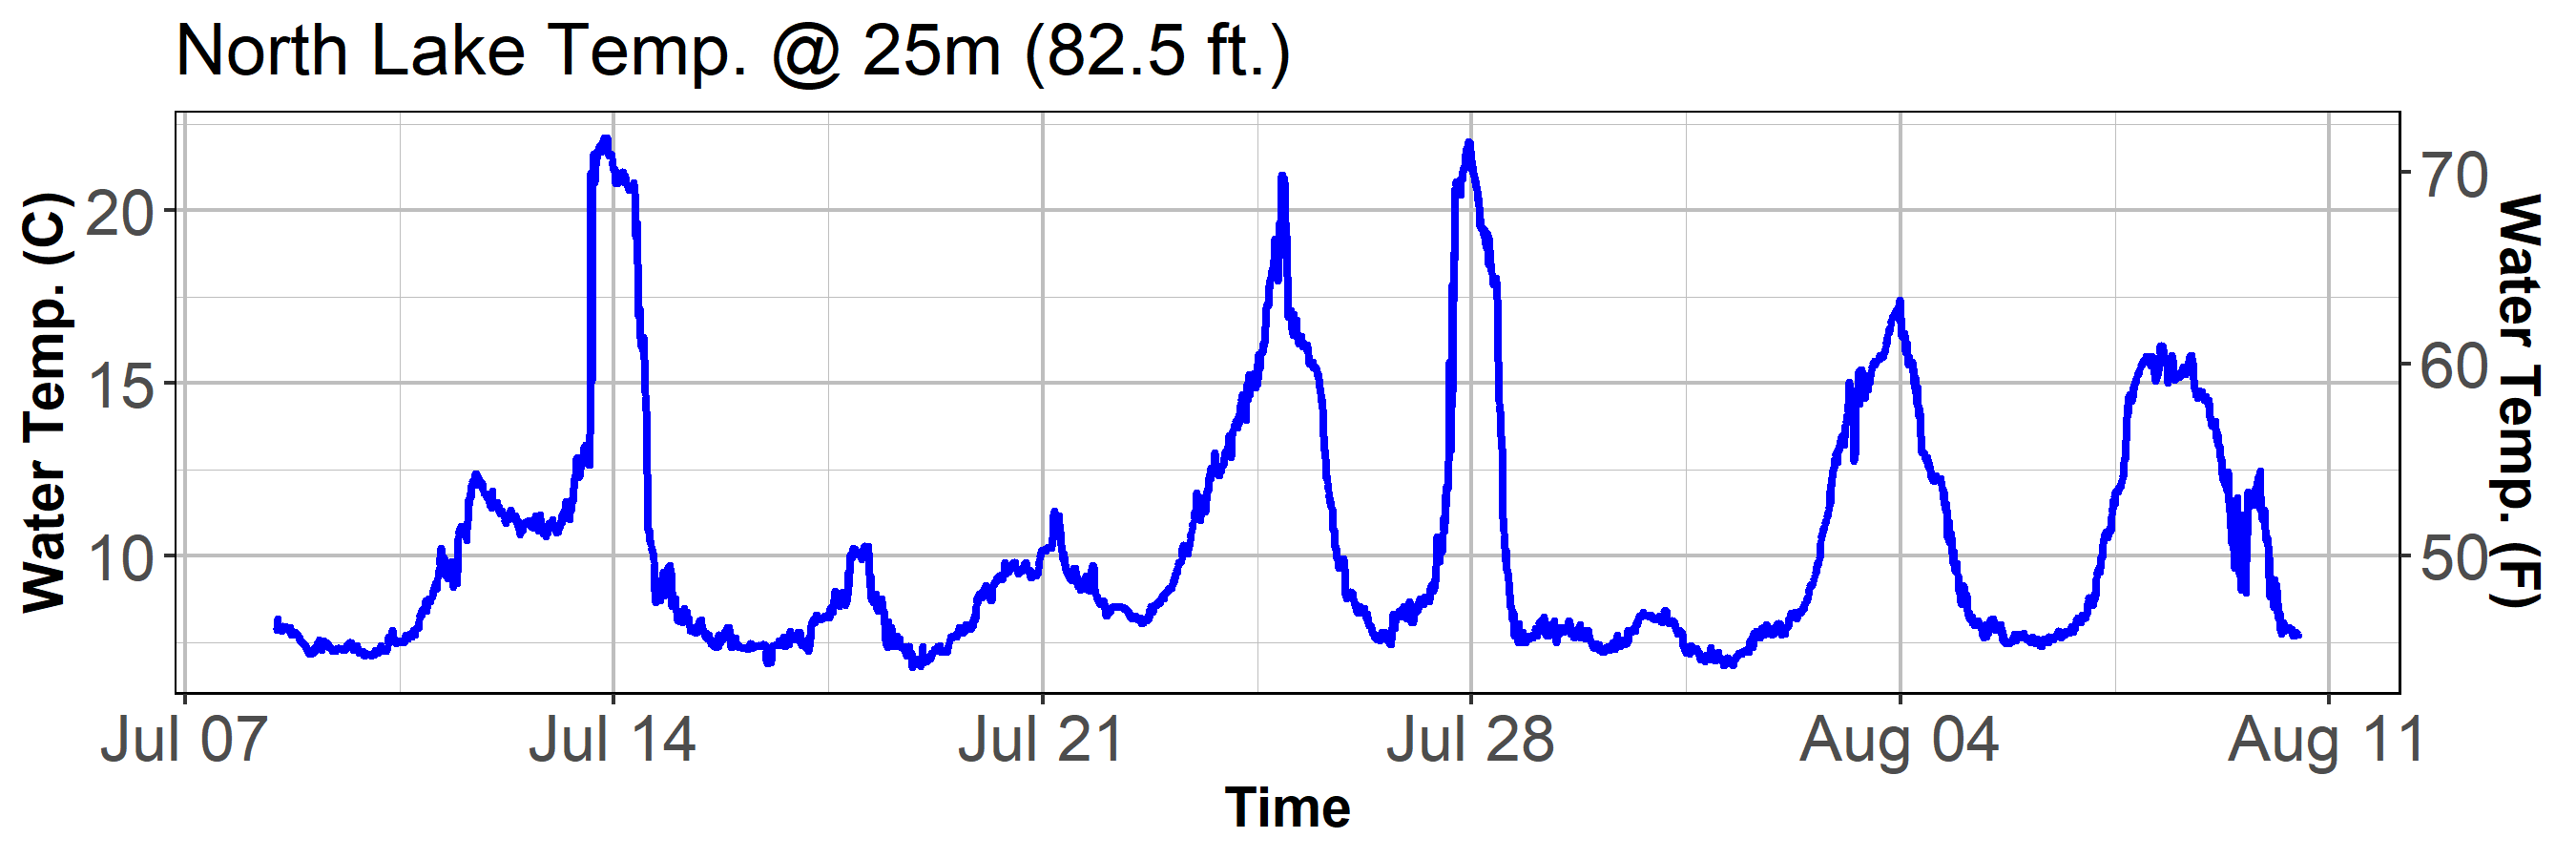 North Lake Temp. @ 25m (82.5 ft.)
Water Temp. (C)
20
15
10
70
60
50
Water Temp. (F)
Jul 07
Jul 14
Jul 21
Jul 28
Aug 04
Aug 11
Time